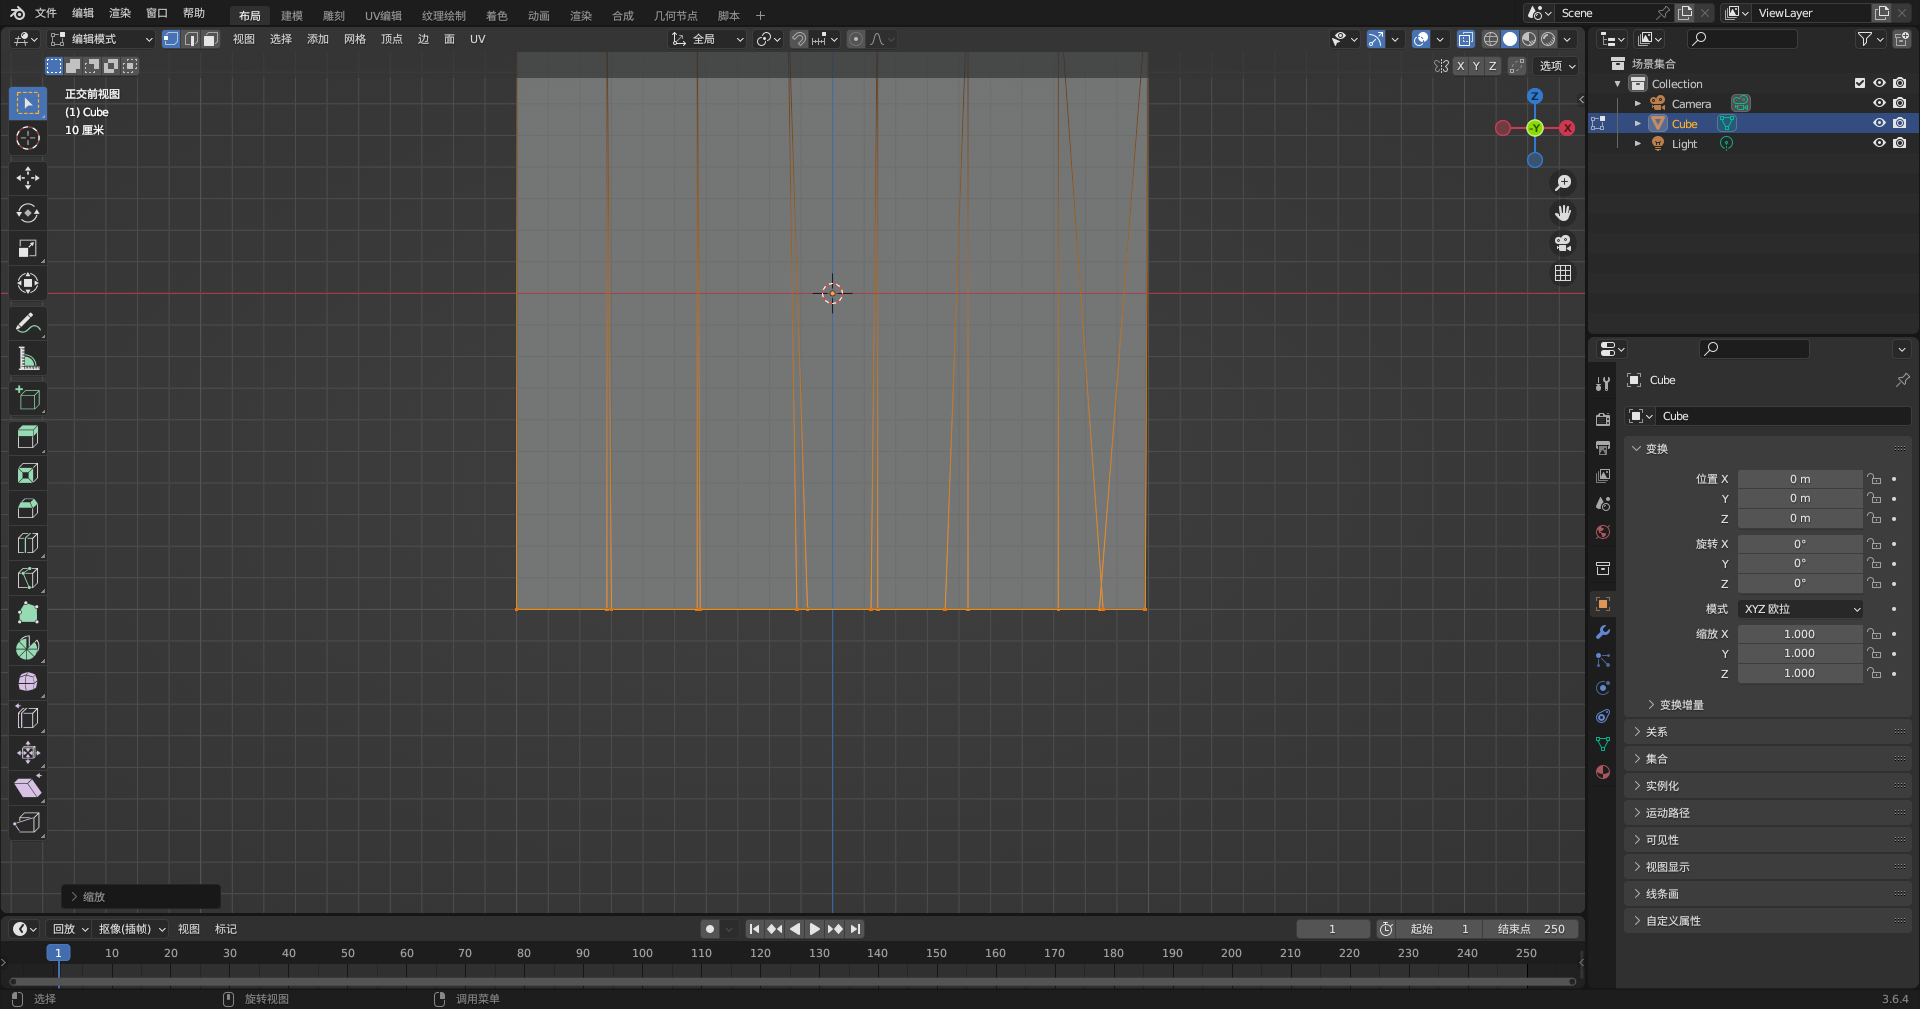 文件 编辑 渲染 窗口 帮助 布局 建模 雕刻 UV编辑 纹理绘制 着色 动画 渲染 合成 几何节点 脚本 Scene ViewLayer
编辑模式 视图 选择 添加 网格 顶点 边 面 UV 全局
X Y Z 选项
正交前视图
(1) Cube
10 厘米
Z
-Y
X
缩放
场景集合
Collection
Camera
Cube
Light
Cube
Cube
变换
位置 X 0 m
Y 0 m
Z 0 m
旋转 X 0°
Y 0°
Z 0°
模式 XYZ 欧拉
缩放 X 1.000
Y 1.000
Z 1.000
变换增量
关系
集合
实例化
运动路径
可见性
视图显示
线条画
自定义属性
回放 抠像(插帧) 视图 标记 1 起始 1 结束点 250
1 10 20 30 40 50 60 70 80 90 100 110 120 130 140 150 160 170 180 190 200 210 220 230 240 250
选择 旋转视图 调用菜单 3.6.4